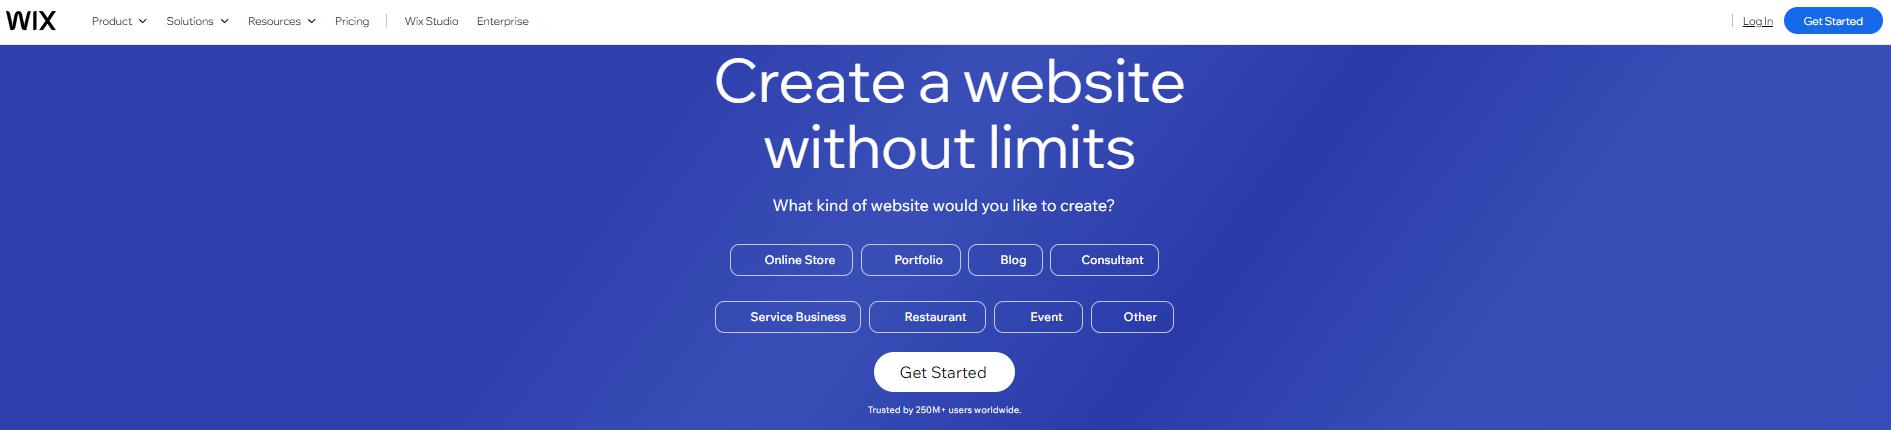 WIX Product Solutions Resources Pricing Wix Studio Enterprise Log In Get Started
Create a website
without limits
What kind of website would you like to create?
Online Store Portfolio Blog Consultant
Service Business Restaurant Event Other
Get Started
Trusted by 250M+ users worldwide.